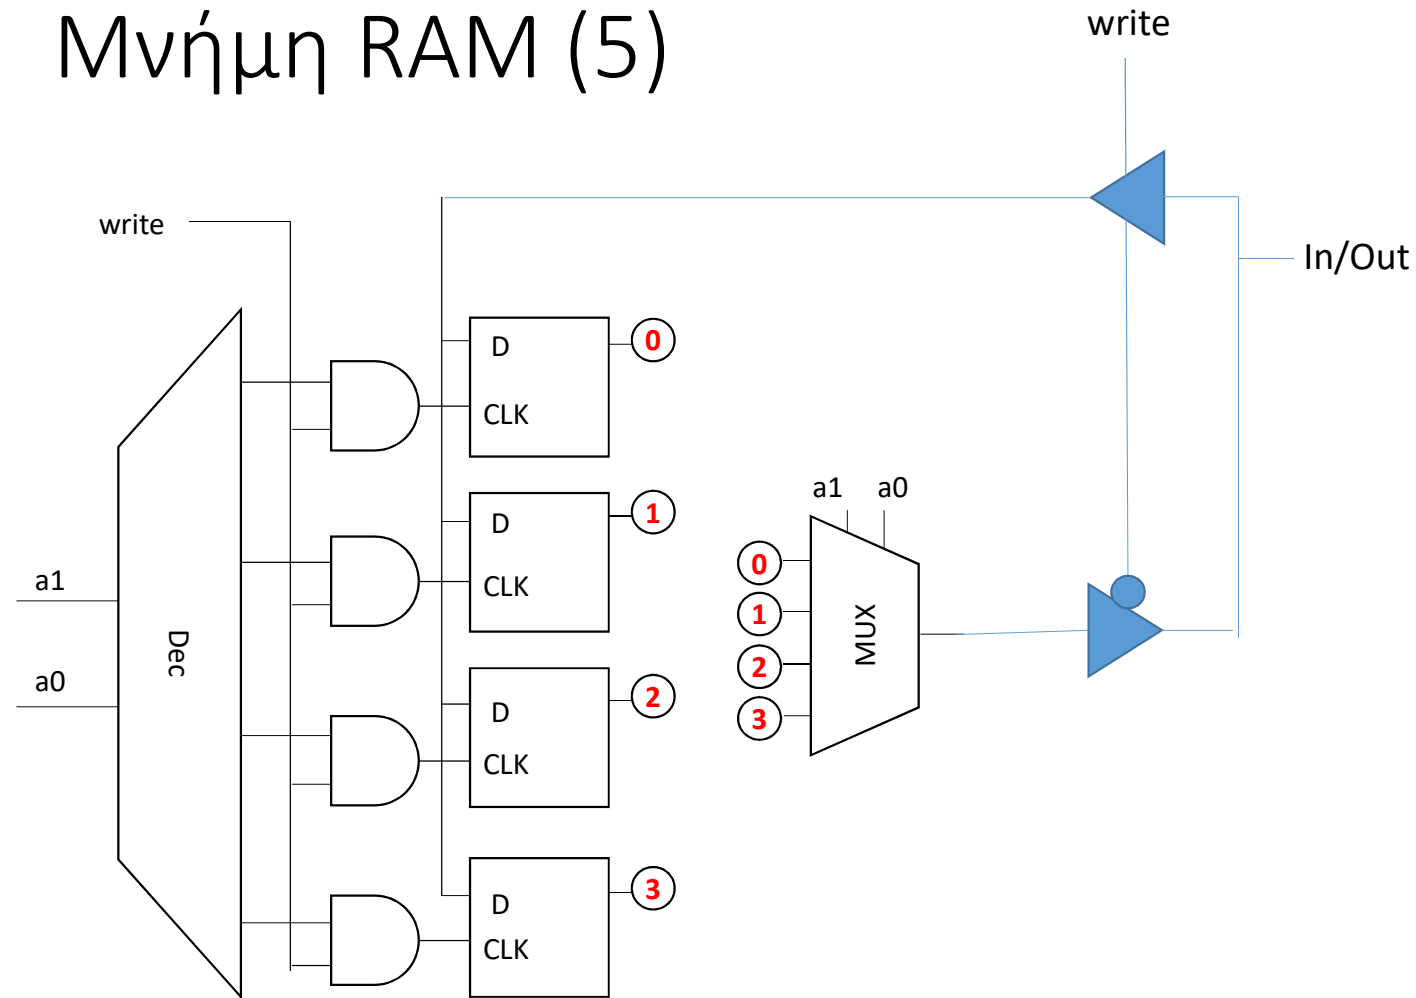 Μνήμη RAM (5)
write
write
In/Out
D
0
CLK
a1 a0
D
1
CLK
0
1
2
3
MUX
a1
a0
Dec
D
2
CLK
D
3
CLK